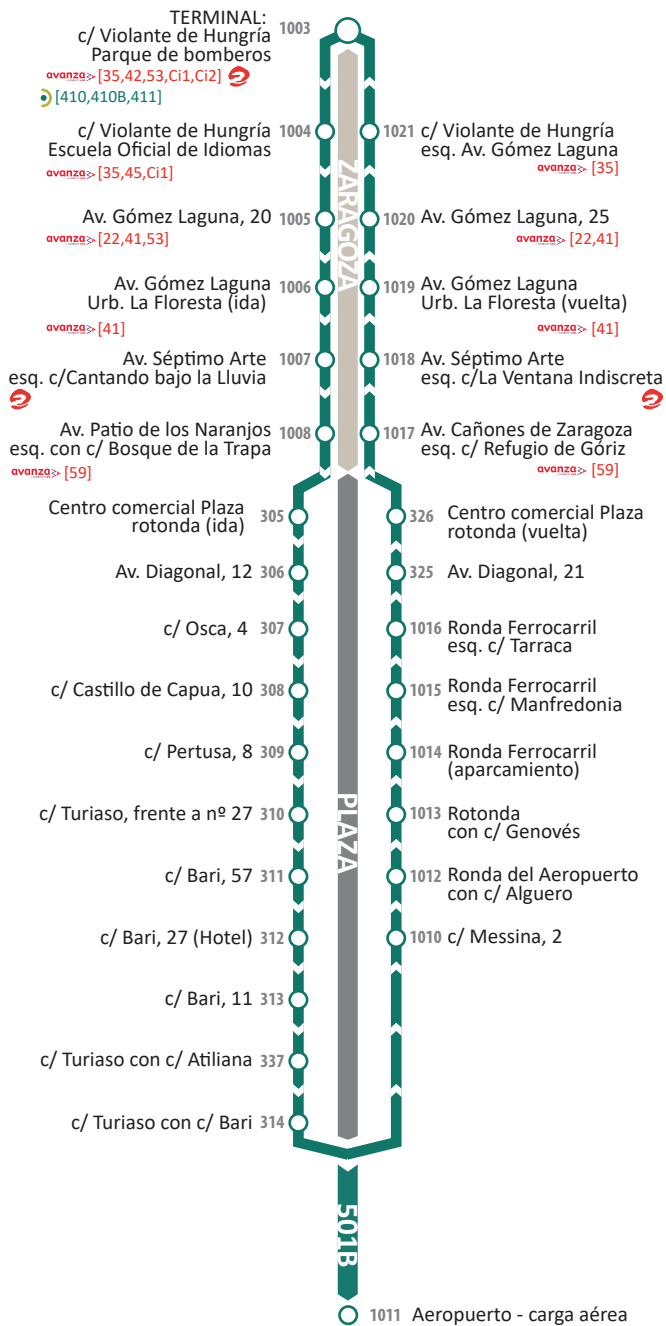 TERMINAL:
c/ Violante de Hungría
Parque de bomberos
1003
avanza [35,42,53,Ci1,Ci2]
[410,410B,411]
c/ Violante de Hungría
Escuela Oficial de Idiomas
1004
avanza [35,45,Ci1]
1021 c/ Violante de Hungría
esq. Av. Gómez Laguna
avanza [35]
ZARAGOZA
Av. Gómez Laguna, 20 1005
avanza [22,41,53]
1020 Av. Gómez Laguna, 25
avanza [22,41]
Av. Gómez Laguna
Urb. La Floresta (ida)
1006
avanza [41]
1019 Av. Gómez Laguna
Urb. La Floresta (vuelta)
avanza [41]
Av. Séptimo Arte
esq. c/Cantando bajo la Lluvia
1007
1018 Av. Séptimo Arte
esq. c/La Ventana Indiscreta
Av. Patio de los Naranjos
esq. con c/ Bosque de la Trapa
1008
avanza [59]
1017 Av. Cañones de Zaragoza
esq. c/ Refugio de Góriz
avanza [59]
Centro comercial Plaza
rotonda (ida)
305
326 Centro comercial Plaza
rotonda (vuelta)
Av. Diagonal, 12 306
325 Av. Diagonal, 21
c/ Osca, 4 307
1016 Ronda Ferrocarril
esq. c/ Tarraca
c/ Castillo de Capua, 10 308
1015 Ronda Ferrocarril
esq. c/ Manfredonia
c/ Pertusa, 8 309
1014 Ronda Ferrocarril
(aparcamiento)
c/ Turiaso, frente a nº 27 310
1013 Rotonda
con c/ Genovés
PLAZA
c/ Bari, 57 311
1012 Ronda del Aeropuerto
con c/ Alguero
c/ Bari, 27 (Hotel) 312
1010 c/ Messina, 2
c/ Bari, 11 313
c/ Turiaso con c/ Atiliana 337
c/ Turiaso con c/ Bari 314
501B
1011 Aeropuerto - carga aérea